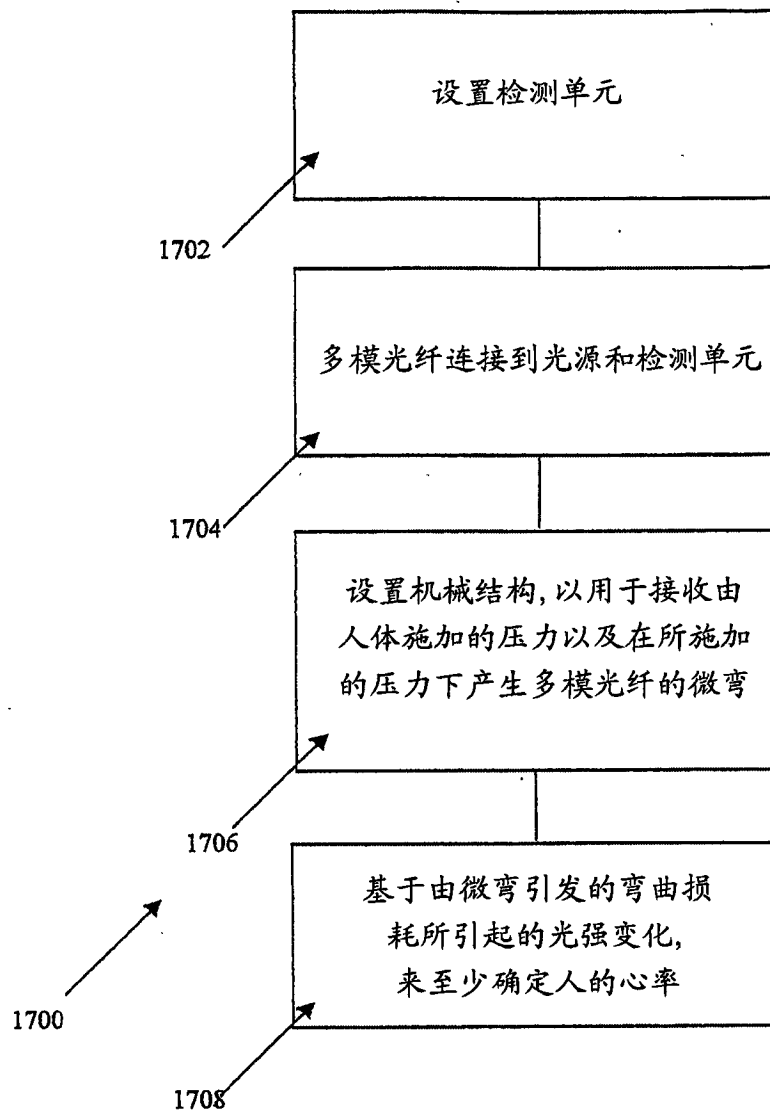 设置检测单元
1702
多模光纤连接到光源和检测单元
1704
设置机械结构,以用于接收由
人体施加的压力以及在所施加
的压力下产生多模光纤的微弯
1706
基于由微弯引发的弯曲损
耗所引起的光强变化,
来至少确定人的心率
1700
1708